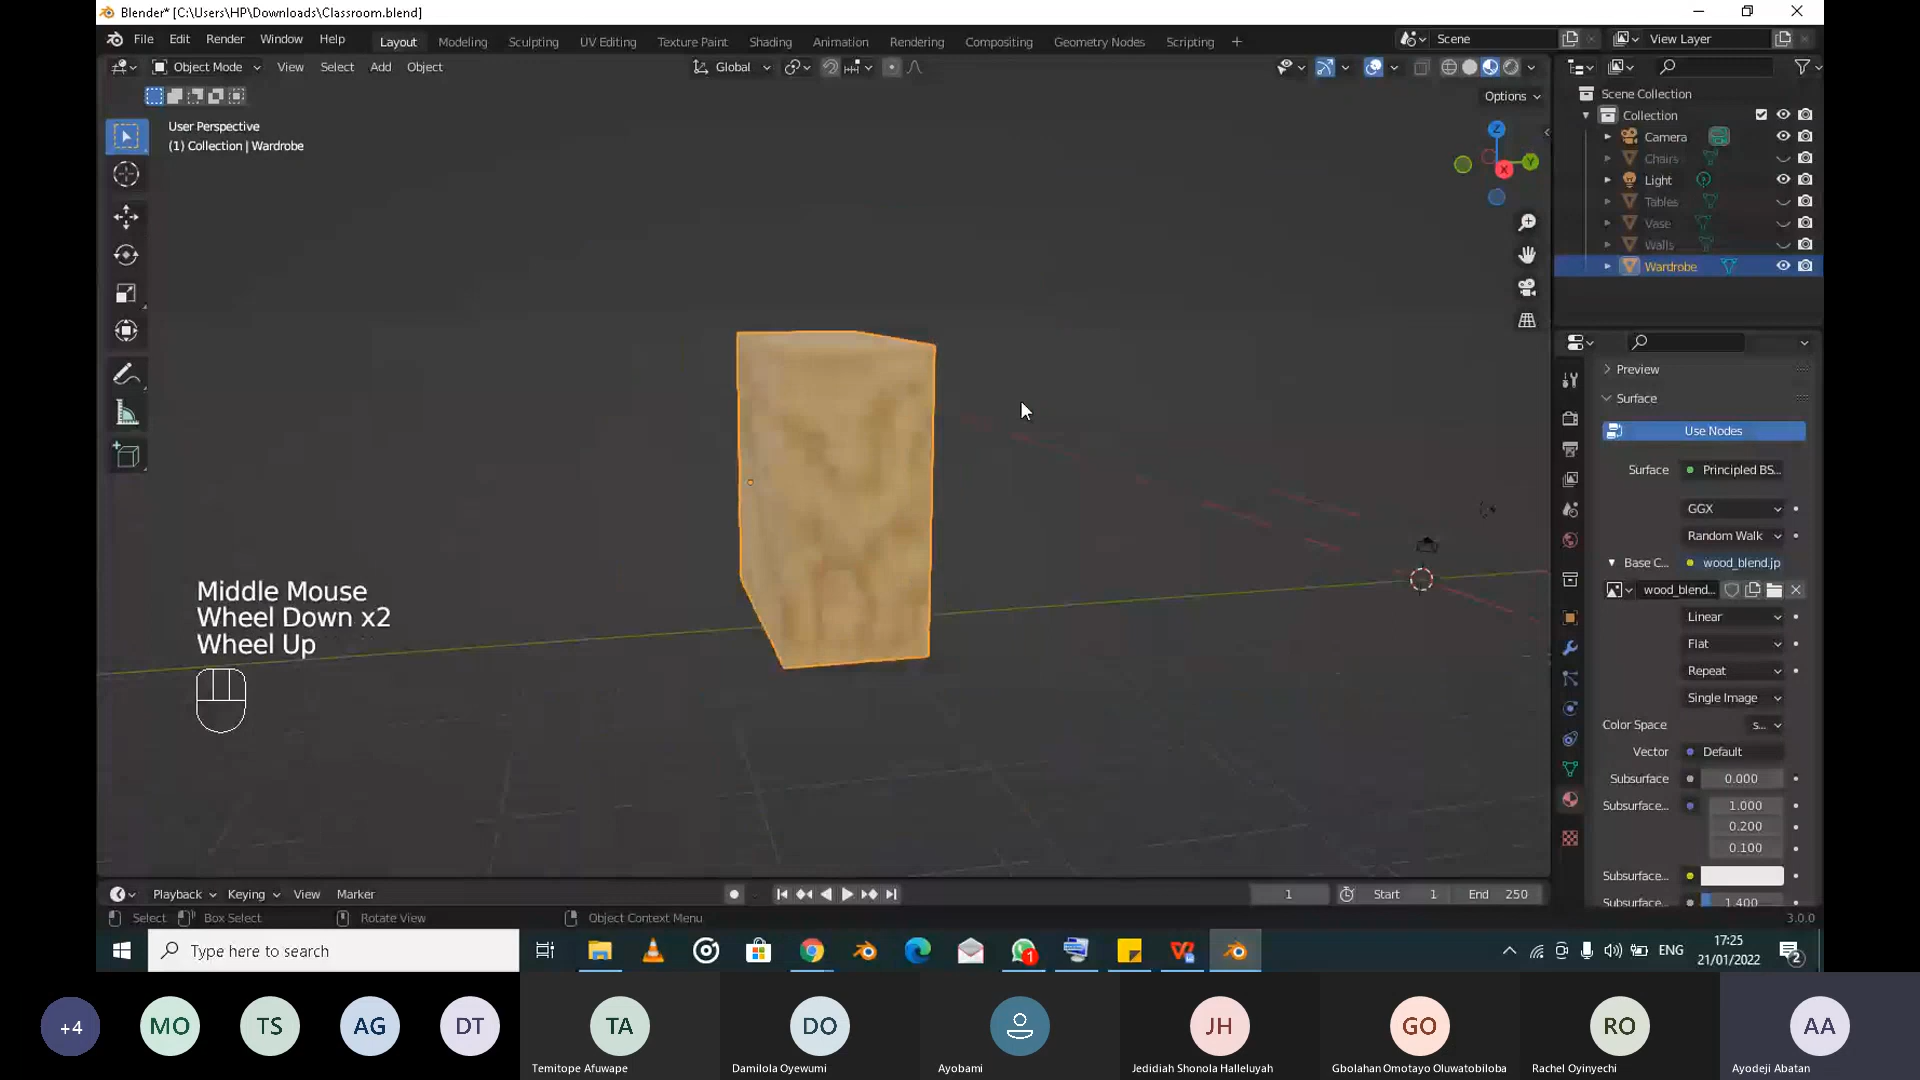 Blender* [C:\Users\HP\Downloads\Classroom.blend]
File Edit Render Window Help
Layout Modeling Sculpting UV Editing Texture Paint Shading Animation Rendering Compositing Geometry Nodes Scripting +
Scene
View Layer
Object Mode View Select Add Object
Global
Options
User Perspective
(1) Collection | Wardrobe
Z
Y
X
Scene Collection
Collection
Camera
Chairs
Light
Tables
Vase
Walls
Wardrobe
Preview
Surface
Use Nodes
Surface Principled BS...
GGX
Random Walk
Base C... wood_blend.jp
wood_blend...
Linear
Flat
Repeat
Single Image
Color Space s...
Vector Default
Subsurface 0.000
Subsurface... 1.000
0.200
0.100
Subsurface...
Subsurface... 1.400
Middle Mouse
Wheel Down x2
Wheel Up
Playback Keying View Marker
1 Start 1 End 250
Select Box Select Rotate View Object Context Menu
3.0.0
Type here to search
1
ENG
17:25
21/01/2022
2
+4 MO TS AG DT TA DO JH GO RO AA
Temitope Afuwape Damilola Oyewumi Ayobami Jedidiah Shonola Halleluyah Gbolahan Omotayo Oluwatobiloba Rachel Oyinyechi Ayodeji Abatan